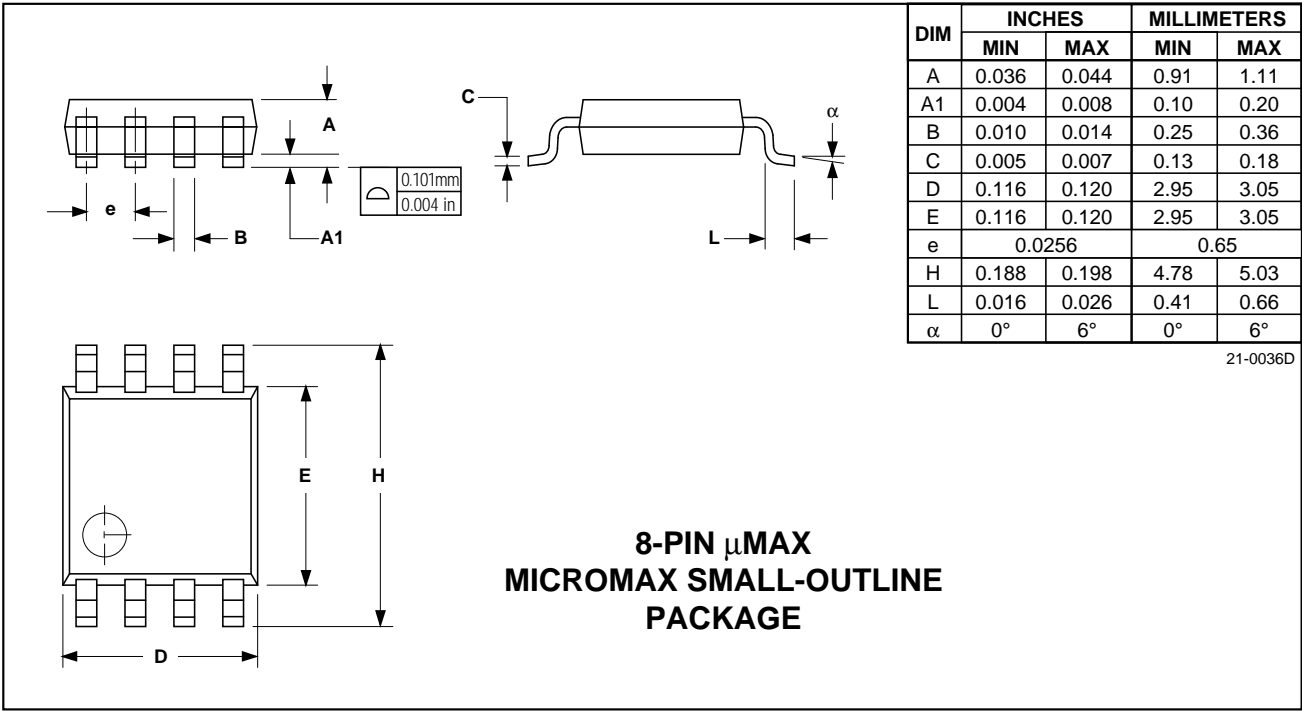 DIM INCHES MILLIMETERS
MIN MAX MIN MAX
A 0.036 0.044 0.91 1.11
A1 0.004 0.008 0.10 0.20
B 0.010 0.014 0.25 0.36
C 0.005 0.007 0.13 0.18
D 0.116 0.120 2.95 3.05
E 0.116 0.120 2.95 3.05
e 0.0256 0.65
H 0.188 0.198 4.78 5.03
L 0.016 0.026 0.41 0.66
α 0° 6° 0° 6°
21-0036D
A
C
α
0.101mm
0.004 in
e
B
A1
L
E
H
D
8-PIN μMAX
MICROMAX SMALL-OUTLINE
PACKAGE